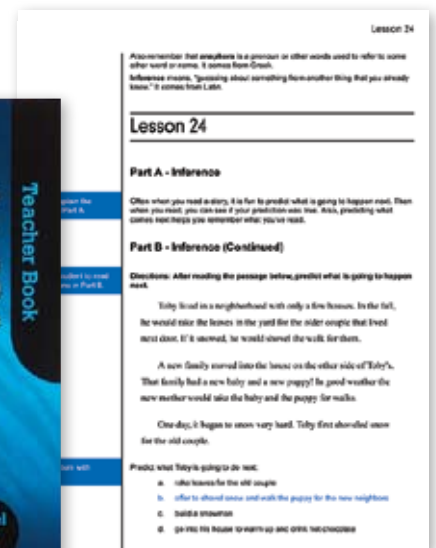 Lesson 24
Also remember that anaphora is a pronoun or other words used to refer to some
other word or name. It comes from Greek.
Inference means, "guessing about something from another thing that you already
know." It comes from Latin.
Lesson 24
Part A - Inference
Often when you read a story, it is fun to predict what is going to happen next. Then
when you read, you can see if your prediction was true. Also, predicting what
comes next helps you remember what you've read.
the
Part A.
Part B - Inference (Continued)
Directions: After reading the passage below, predict what is going to happen
next.
student to read
in Part B.
Toby lived in a neighborhood with only a few houses. In the fall,
he would rake the leaves in the yard for the older couple that lived
next door. If it snowed, he would shovel the walk for them.
A new family moved into the house on the other side of Toby's.
That family had a new baby and a new puppy! In good weather the
new mother would take the baby and the puppy for walks.
One day, it began to snow very hard. Toby first shoveled snow
for the old couple.
with
Predict what Toby is going to do next:
a. rake leaves for the old couple
b. offer to shovel snow and walk the puppy for the new neighbors
c. build a snowman
d. go into his house to warm up and drink hot chocolate
Teacher Book